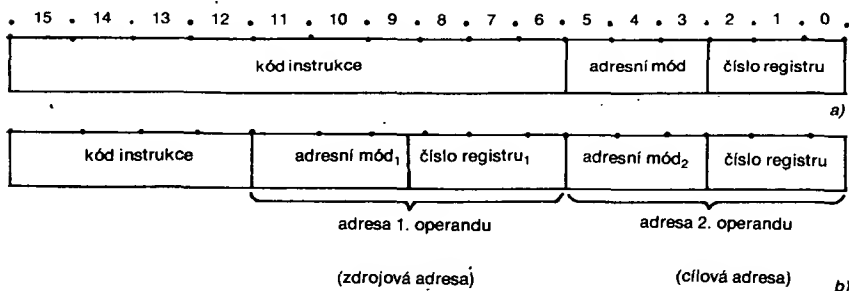 15 14 13 12 11 10 9 8 7 6 5 4 3 2 1 0
kód instrukce adresní mód číslo registru
a)
kód instrukce adresní mód₁ číslo registru₁ adresní mód₂ číslo registru
adresa 1. operandu adresa 2. operandu
(zdrojová adresa) (cílová adresa)
b)